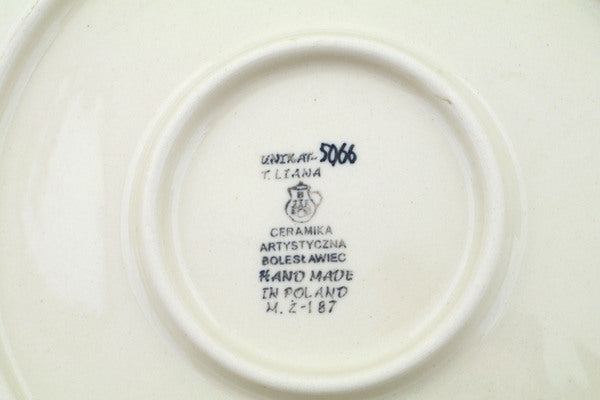 UNIKAT-5066
T. LIANA
CERAMIKA
ARTYSTYCZNA
BOLESŁAWIEC
HAND MADE
IN POLAND
M. Ż-187